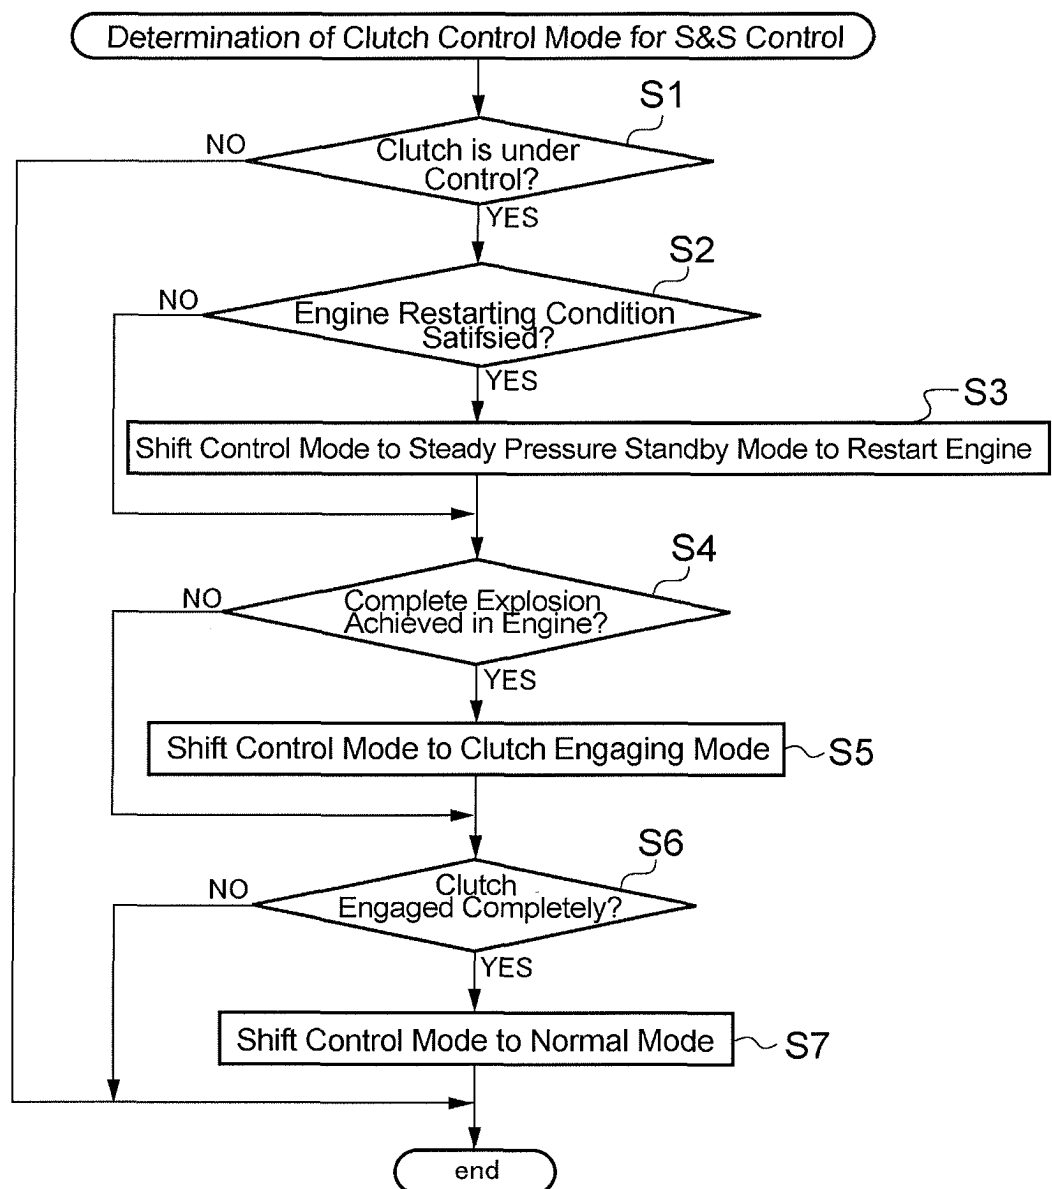 Determination of Clutch Control Mode for S&S Control
S1
NO
Clutch is under
Control?
YES
S2
NO
Engine Restarting Condition
Satifsied?
YES
S3
Shift Control Mode to Steady Pressure Standby Mode to Restart Engine
S4
NO
Complete Explosion
Achieved in Engine?
YES
Shift Control Mode to Clutch Engaging Mode
S5
S6
NO
Clutch
Engaged Completely?
YES
Shift Control Mode to Normal Mode
S7
end